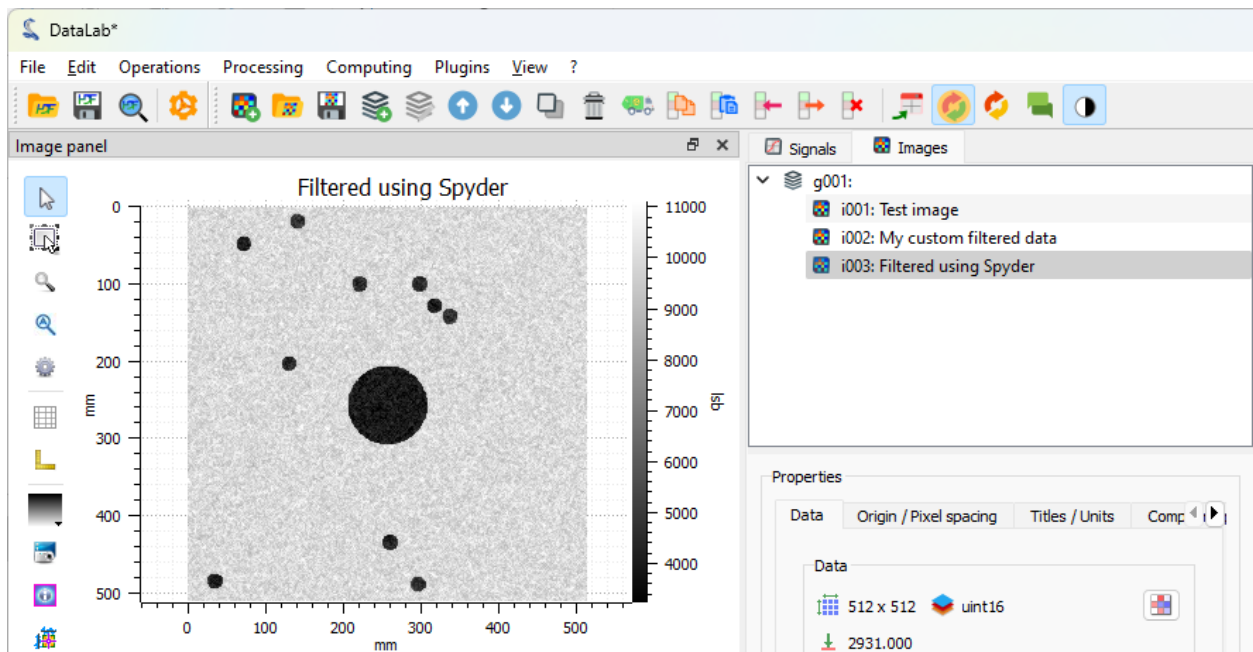 DataLab*
File Edit Operations Processing Computing Plugins View ?
Image panel
Signals Images
g001:
i001: Test image
i002: My custom filtered data
i003: Filtered using Spyder
Filtered using Spyder
0
100
200
300
400
500
mm
0 100 200 300 400 500
mm
11000
10000
9000
8000
7000
6000
5000
4000
lsb
Properties
Data Origin / Pixel spacing Titles / Units
Data
512 x 512 uint16
2931.000